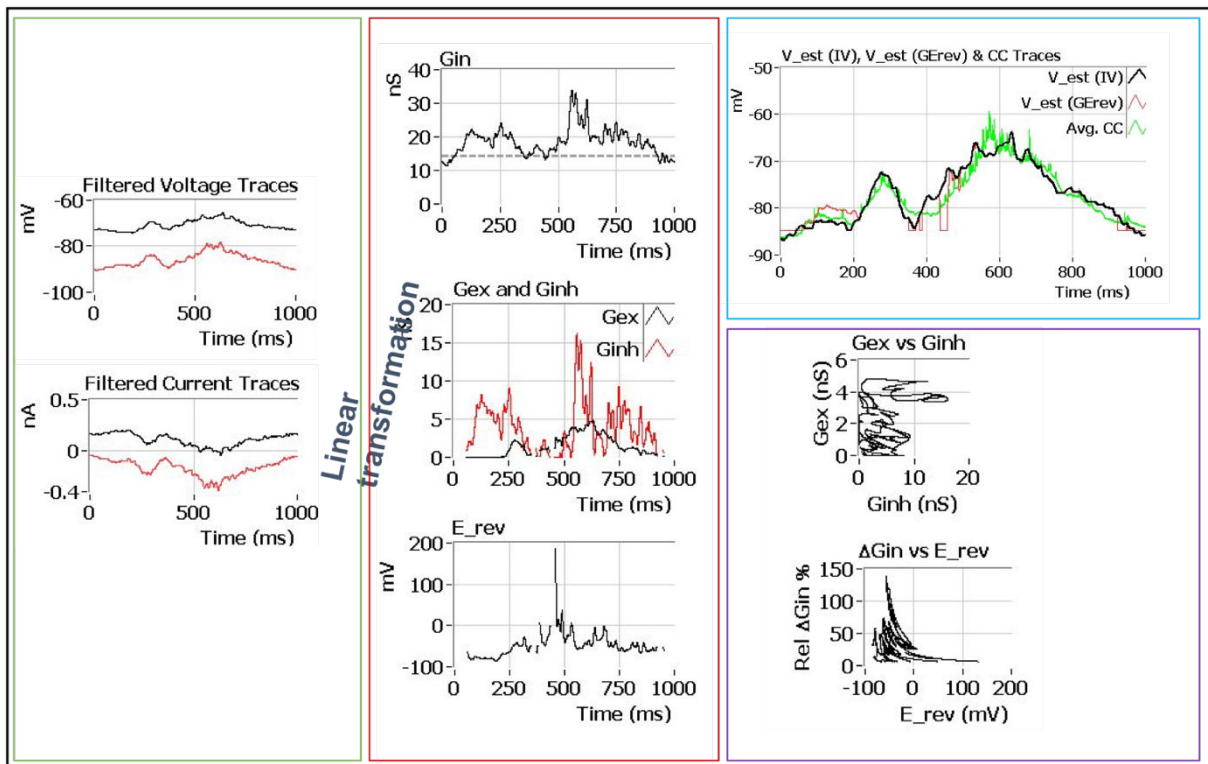 Filtered Voltage Traces
mV
-60
-80
-100
0 500 1000
Time (ms)
Filtered Current Traces
nA
0.5
0
-0.4
0 500 1000
Time (ms)
Linear
transformation
Gin
nS
40
30
20
10
0
0 250 500 750 1000
Time (ms)
Gex and Ginh
20
15
10
5
0
Gex
Ginh
0 250 500 750 1000
Time (ms)
E_rev
mV
200
100
0
-100
0 250 500 750 1000
Time (ms)
V_est (IV), V_est (GErev) & CC Traces
mV
-50
-60
-70
-80
-90
V_est (IV)
V_est (GErev)
Avg. CC
0 200 400 600 800 1000
Time (ms)
Gex vs Ginh
Gex (nS)
6
4
2
0
0 10 20
Ginh (nS)
ΔGin vs E_rev
Rel ΔGin %
150
100
50
0
-100 0 100 200
E_rev (mV)